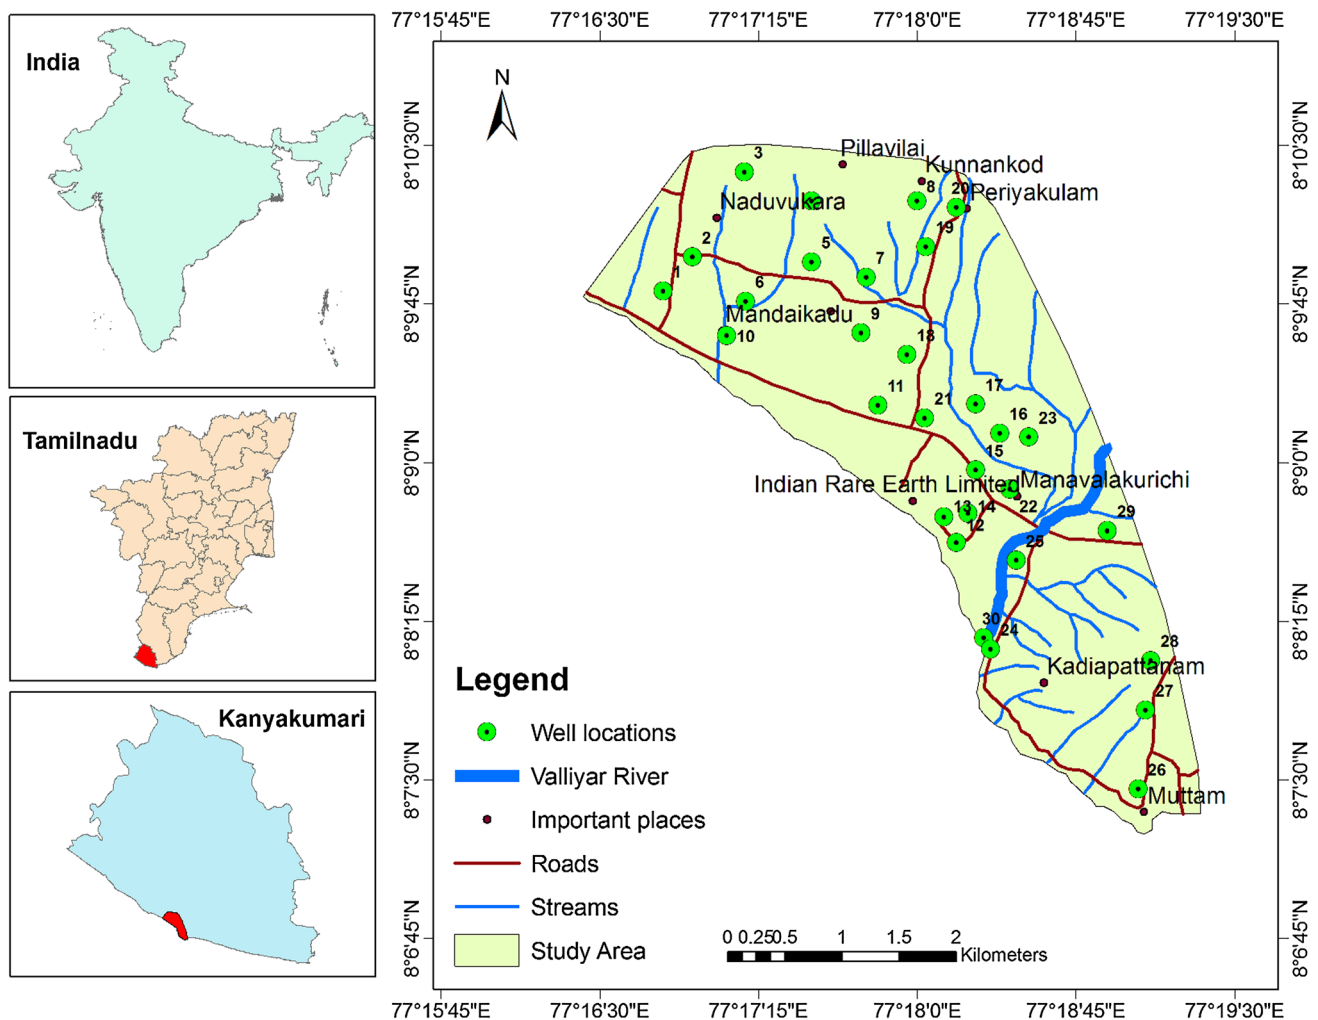 India
Tamilnadu
Kanyakumari
77°15'45"E 77°16'30"E 77°17'15"E 77°18'0"E 77°18'45"E 77°19'30"E
8°10'30"N
8°9'45"N
8°9'0"N
8°8'15"N
8°7'30"N
8°6'45"N
N
3
Pillavilai
Kunnankod
8
20
Periyakulam
Naduvukara
19
2
5
7
1
6
Mandaikadu
9
10
18
11
21
17
16
23
15
Indian Rare Earth Limited
Manavalakurichi
13
14
22
12
29
25
30
24
28
Kadiapattanam
27
26
Muttam
Legend
Well locations
Valliyar River
Important places
Roads
Streams
Study Area
0 0.25 0.5 1 1.5 2
Kilometers
8°10'30"N
8°9'45"N
8°9'0"N
8°8'15"N
8°7'30"N
8°6'45"N
77°15'45"E 77°16'30"E 77°17'15"E 77°18'0"E 77°18'45"E 77°19'30"E